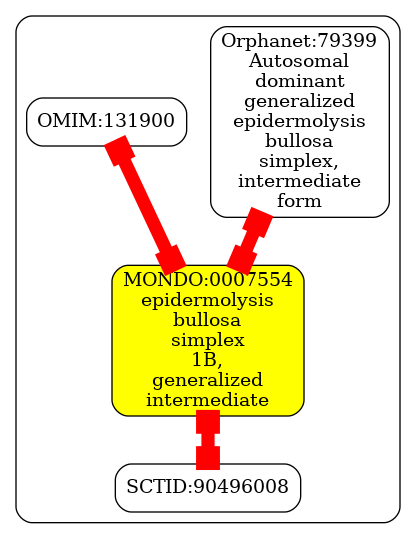 OMIM:131900
Orphanet:79399
Autosomal
dominant
generalized
epidermolysis
bullosa
simplex,
intermediate
form
MONDO:0007554
epidermolysis
bullosa
simplex
1B,
generalized
intermediate
SCTID:90496008